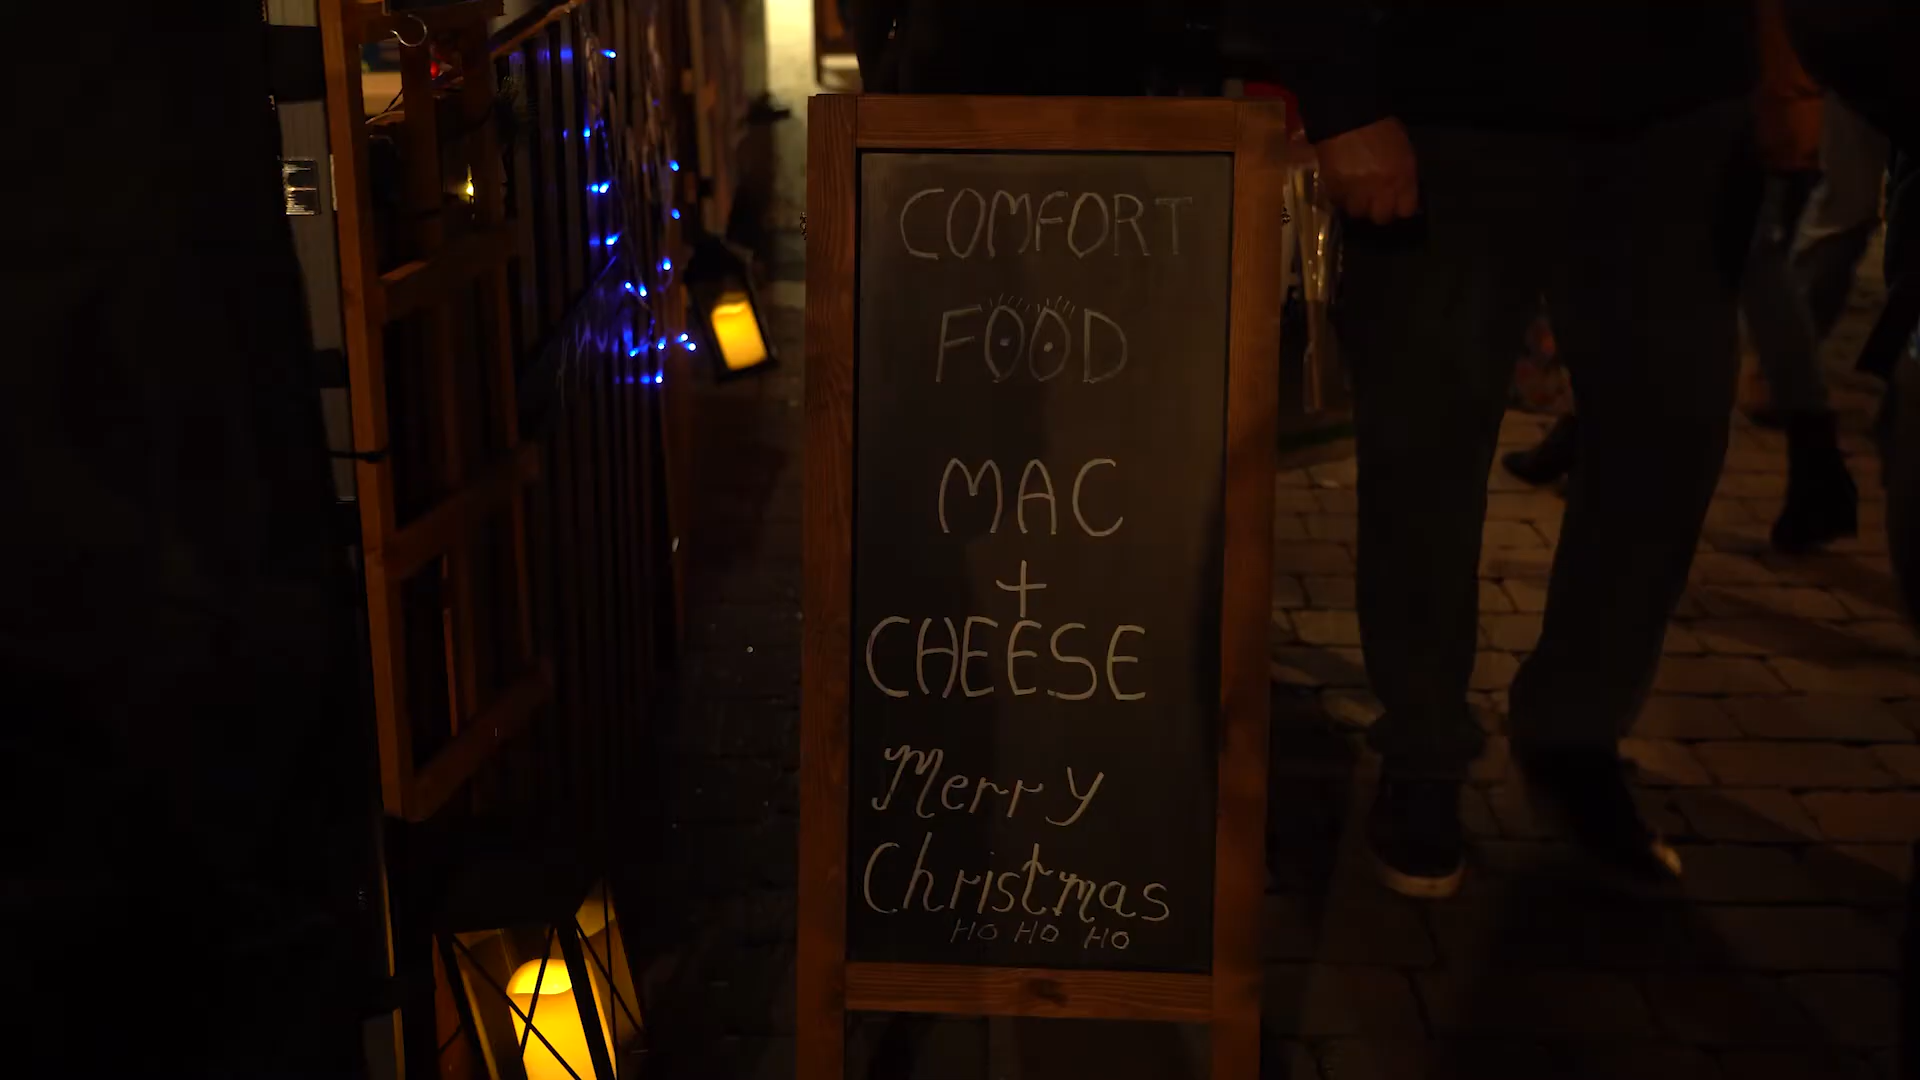 COMFORT
FOOD
MAC
+
CHEESE
Merry
Christmas
HO HO HO